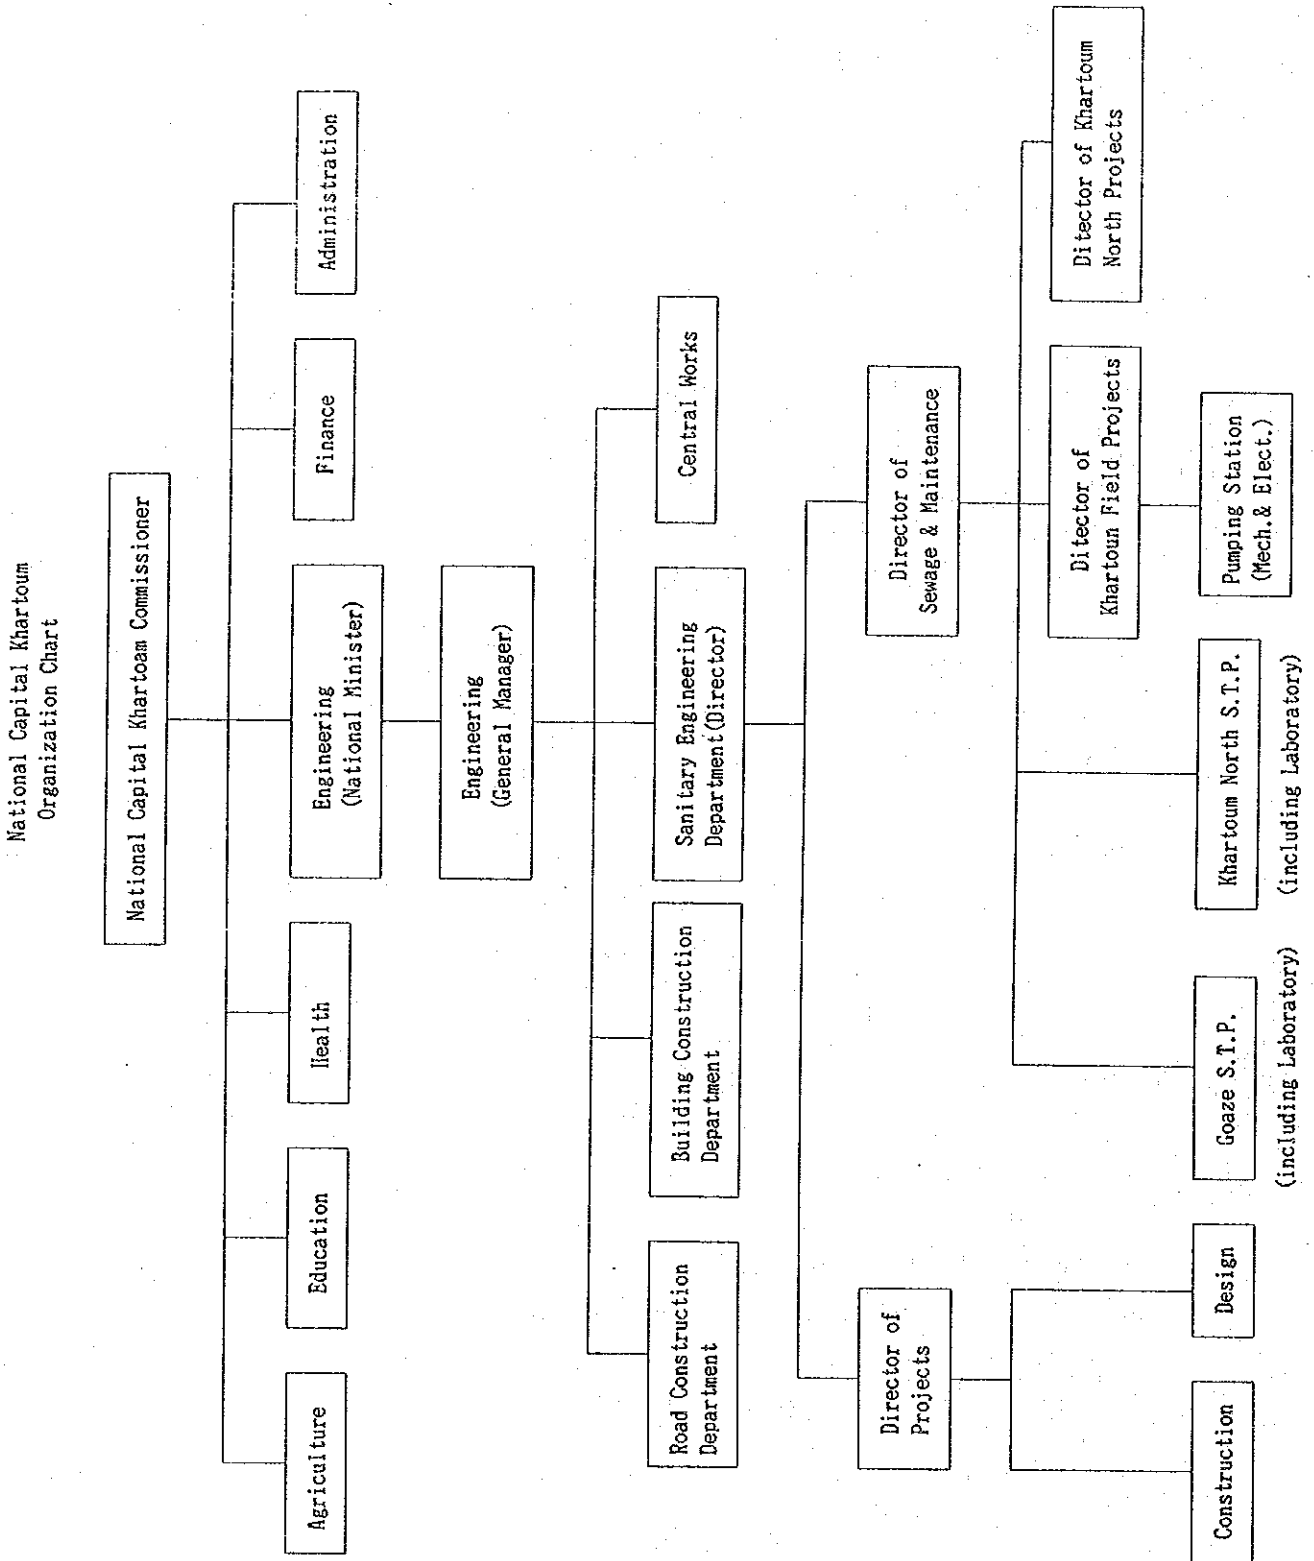 National Capital Khartoum
Organization Chart
National Capital Khartoam Commissioner
Agriculture
Education
Health
Engineering
(National Minister)
Finance
Administration
Engineering
(General Manager)
Road Construction
Department
Building Construction
Department
Sanitary Engineering
Department(Director)
Central Works
Director of
Projects
Director of
Sewage & Maintenance
Ditector of
Khartoun Field Projects
Ditector of Khartoum
North Projects
Construction
Design
Goaze S.T.P.
(including Laboratory)
Khartoum North S.T.P.
(including Laboratory)
Pumping Station
(Mech.& Elect.)